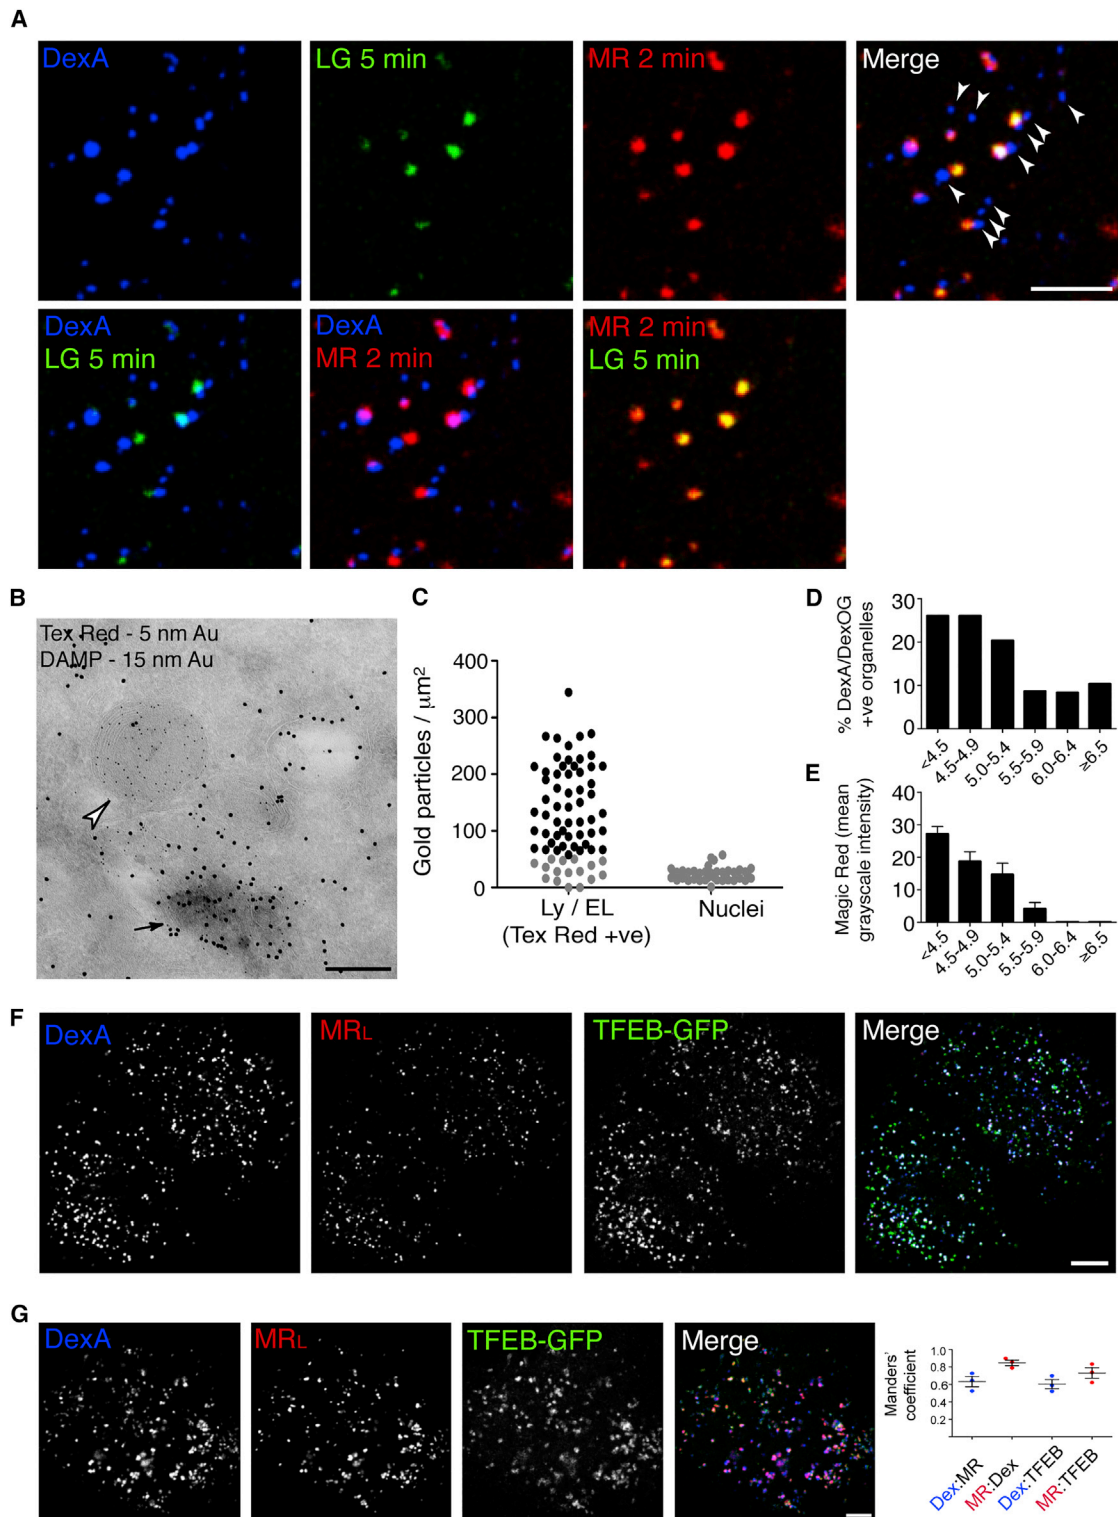 A
DexA
LG 5 min
MR 2 min
Merge
DexA
LG 5 min
DexA
MR 2 min
MR 2 min
LG 5 min
B
Tex Red - 5 nm Au
DAMP - 15 nm Au
C
Gold particles / μm²
400
300
200
100
0
Ly / EL
(Tex Red +ve)
Nuclei
D
% DexA/DexOG
+ve organelles
30
20
10
0
<4.5
4.5-4.9
5.0-5.4
5.5-5.9
6.0-6.4
≥6.5
E
Magic Red (mean
grayscale intensity)
40
30
20
10
0
<4.5
4.5-4.9
5.0-5.4
5.5-5.9
6.0-6.4
≥6.5
F
DexA
MRL
TFEB-GFP
Merge
G
DexA
MRL
TFEB-GFP
Merge
Manders'
coefficient
1.0
0.8
0.6
0.4
0.2
Dex:MR
MR:Dex
Dex:TFEB
MR:TFEB